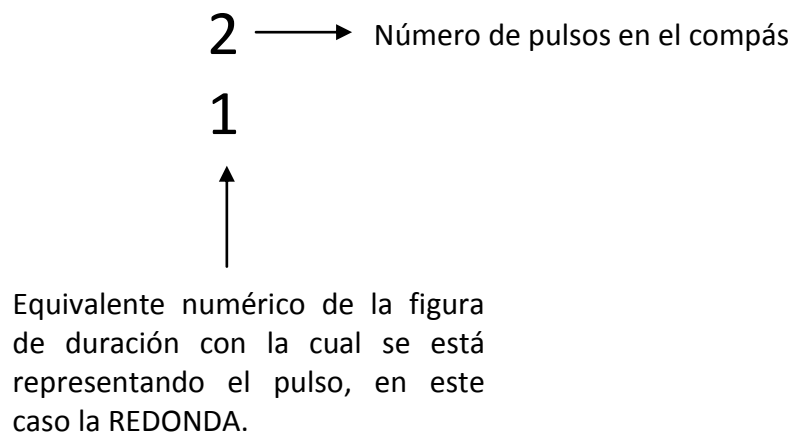 2 Número de pulsos en el compás
1
Equivalente numérico de la figura
de duración con la cual se está
representando el pulso, en este
caso la REDONDA.